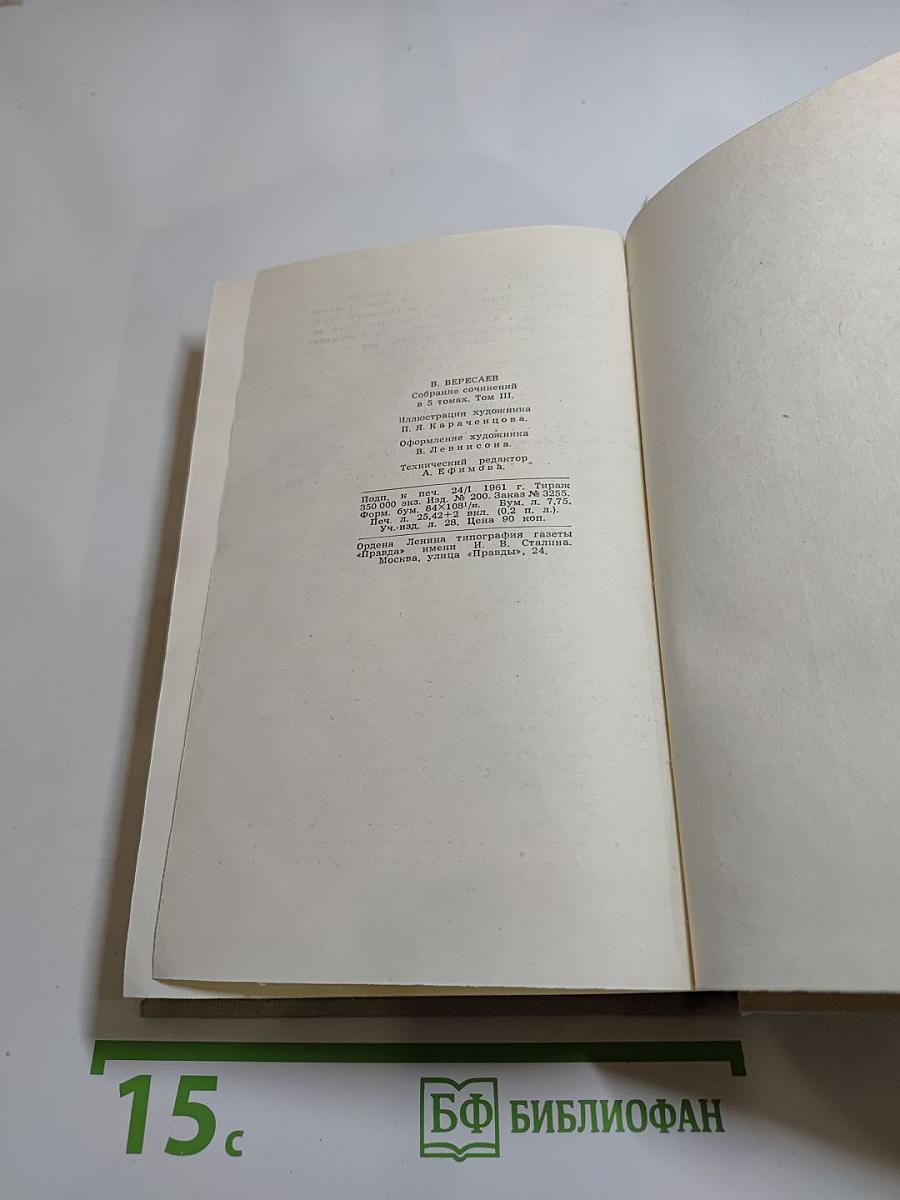 В. ВЕРЕСАЕВ
Собрание сочинений
в 5 томах. Том III.
Иллюстрации художника
П. Я. Караченцова.
Оформление художника
В. Левинсона.
Технический редактор
А. Ефимова.
Подп. к печ. 24/I 1961 г. Тираж
350 000 экз. Изд. № 200. Заказ № 3255.
Форм. бум. 84×108¹/₃₂. Бум. л. 7,75.
Печ. л. 25,42+2 вкл. (0,2 п. л.).
Уч.-изд. л. 28. Цена 90 коп.
Ордена Ленина типография газеты
«Правда» имени И. В. Сталина.
Москва, улица «Правды», 24.
15 с
БФ БИБЛИОФАН